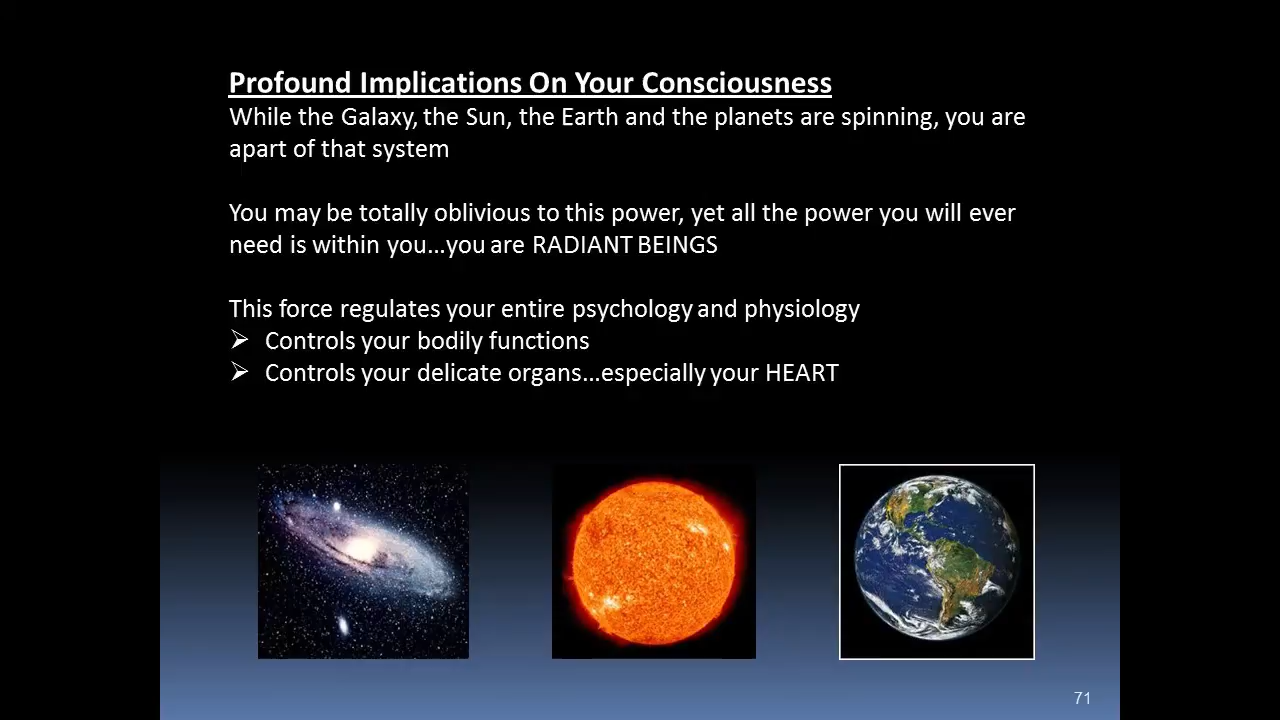 Profound Implications On Your Consciousness
While the Galaxy, the Sun, the Earth and the planets are spinning, you are
apart of that system
You may be totally oblivious to this power, yet all the power you will ever
need is within you...you are RADIANT BEINGS
This force regulates your entire psychology and physiology
➢ Controls your bodily functions
➢ Controls your delicate organs...especially your HEART
71